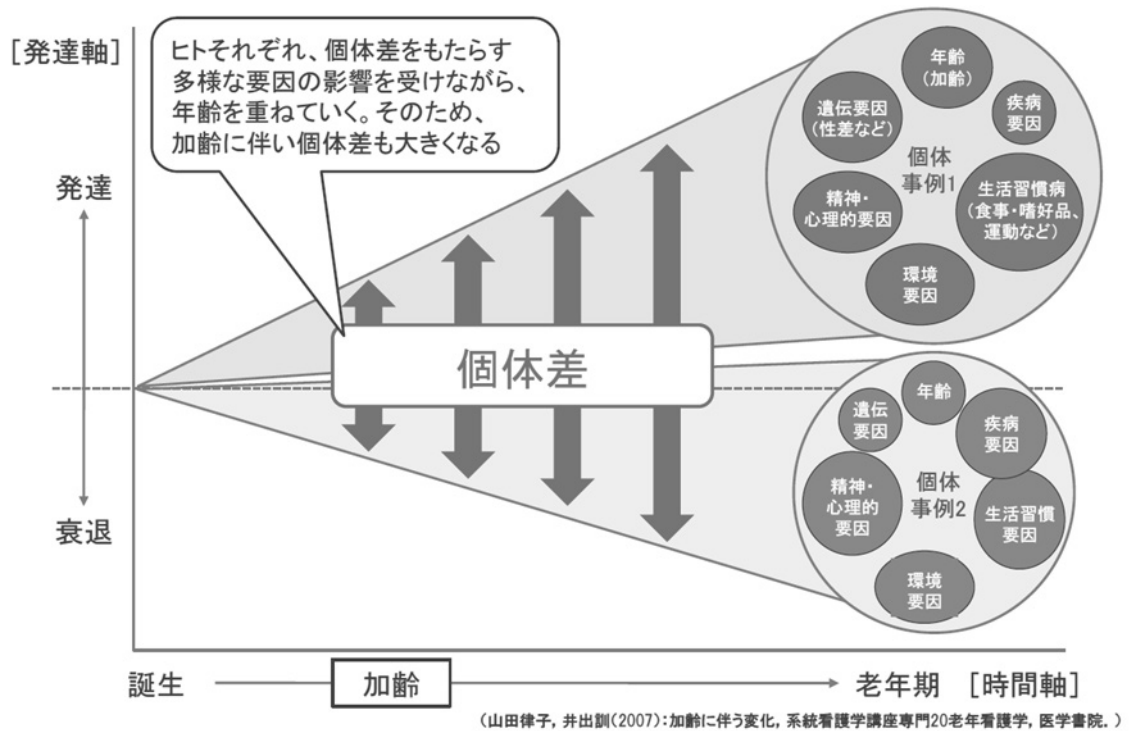 [発達軸]
ヒトそれぞれ、個体差をもたらす
多様な要因の影響を受けながら、
年齢を重ねていく。そのため、
加齢に伴い個体差も大きくなる
発達
衰退
個体差
年齢
(加齢)
遺伝要因
(性差など)
疾病
要因
個体
事例1
精神・
心理的要因
生活習慣病
(食事・嗜好品、
運動など)
環境
要因
年齢
遺伝
要因
疾病
要因
個体
事例2
精神・
心理的
要因
生活習慣
要因
環境
要因
誕生
加齢
老年期 [時間軸]
(山田律子, 井出訓(2007):加齢に伴う変化, 系統看護学講座専門20老年看護学, 医学書院. )